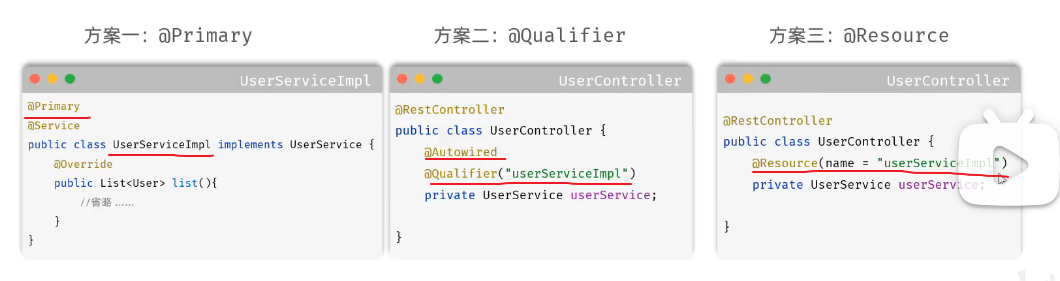 方案一：@Primary
UserServiceImpl
@Primary
@Service
public class UserServiceImpl implements UserService {
@Override
public List<User> list(){
//省略 ......
}
}
方案二：@Qualifier
UserController
@RestController
public class UserController {
@Autowired
@Qualifier("userServiceImpl")
private UserService userService;
}
方案三：@Resource
UserController
@RestController
public class UserController {
@Resource(name = "userServiceImpl")
private UserService userService;
}